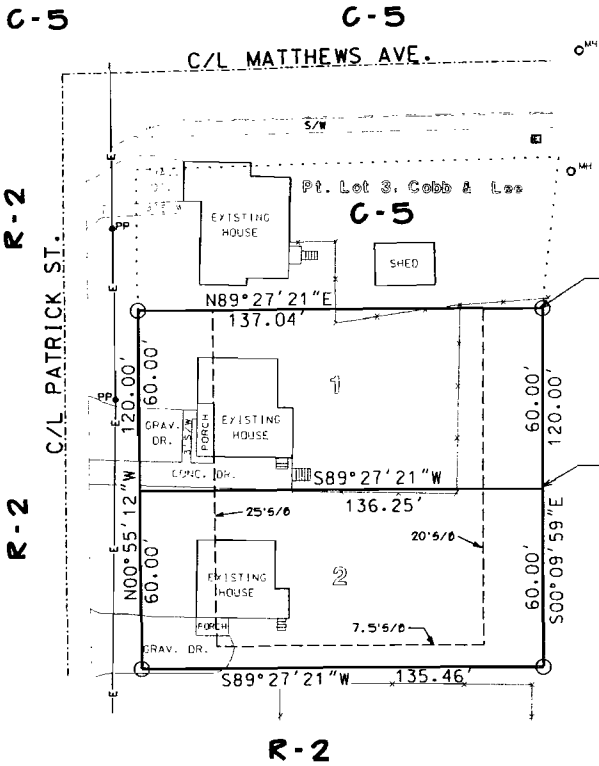 C-5
C-5
C/L MATTHEWS AVE.
MH
S/W
E
MH
Pt. Lot 3, Cobb & Lee
C-5
R-2
PP
EXISTING
HOUSE
SHED
E
C/L PATRICK ST.
N89°27'21"E
137.04'
120.00'
60.00'
1
60.00'
120.00'
PP
E
GRAV.
DR.
3'S/W
PORCH
EXISTING
HOUSE
CONC. DR.
S89°27'21"W
136.25'
25'S/B
20'S/B
R-2
N00°55'12"W
60.00'
E
EXISTING
HOUSE
2
60.00'
S00°09'59"E
PORCH
7.5'S/B
GRAV. DR.
S89°27'21"W
135.46'
E
R-2